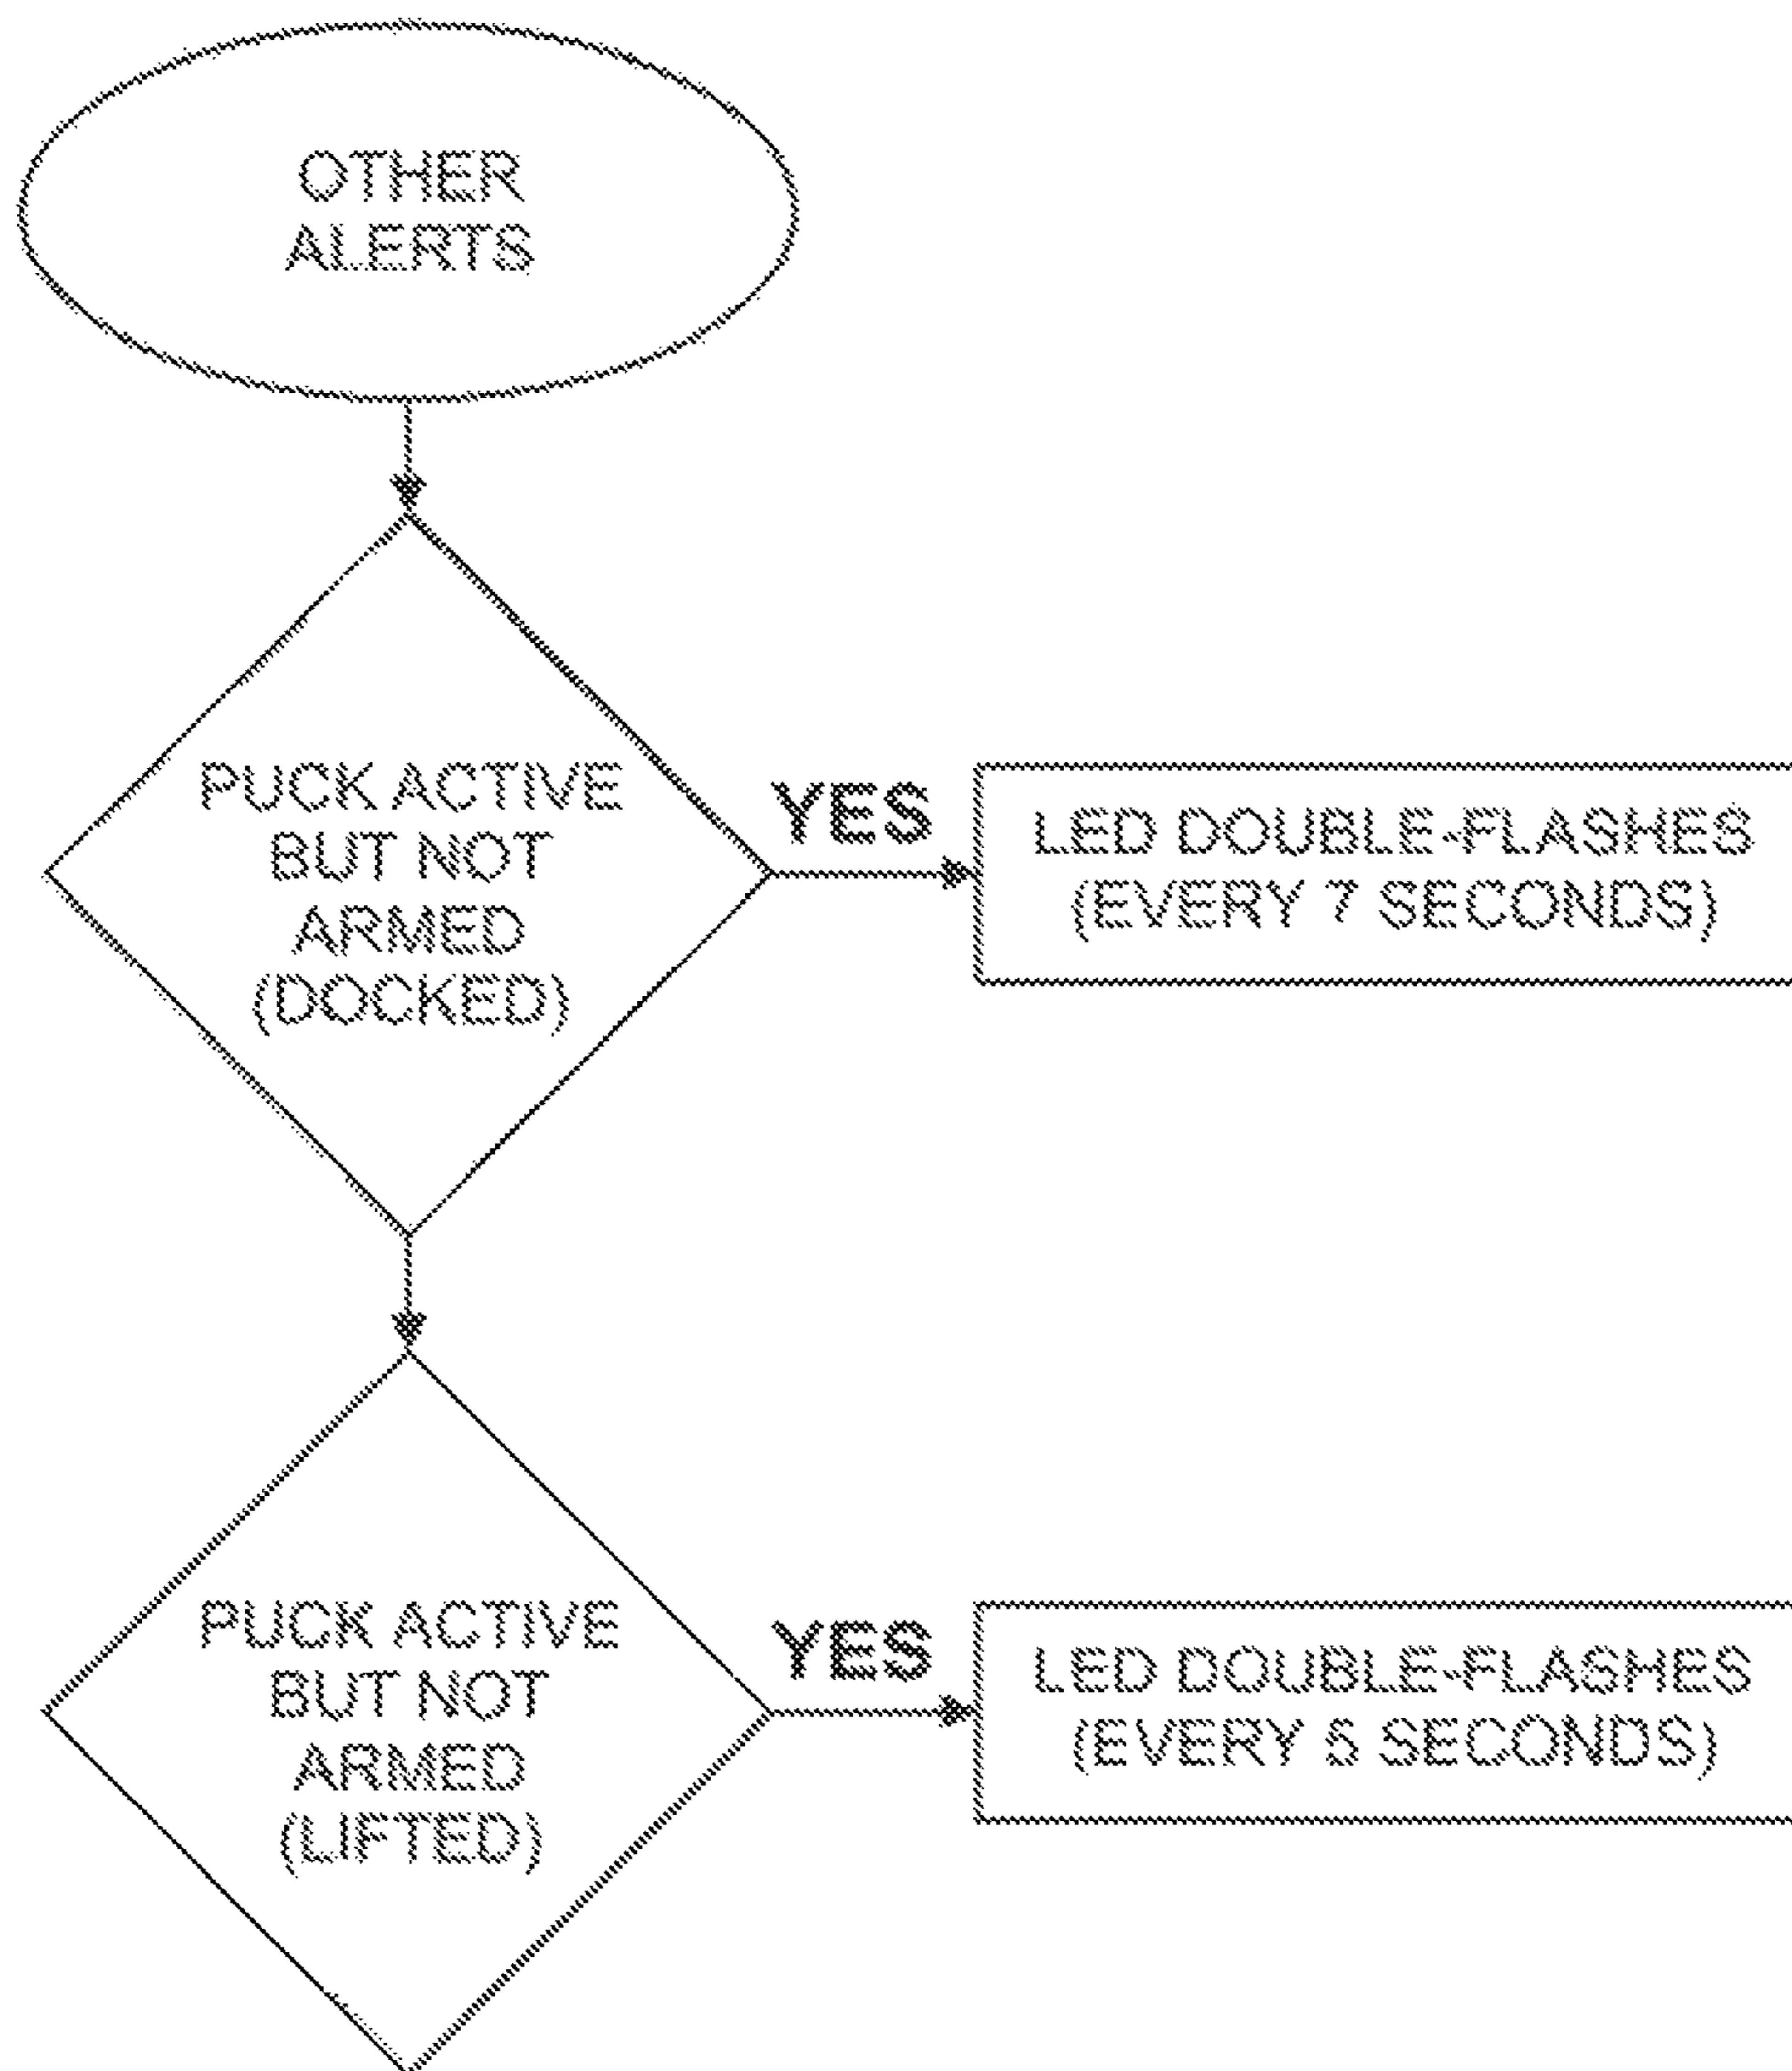 OTHER
ALERTS
PUCK ACTIVE
BUT NOT
ARMED
(DOCKED)
YES
LED DOUBLE-FLASHES
(EVERY 7 SECONDS)
PUCK ACTIVE
BUT NOT
ARMED
(LIFTED)
YES
LED DOUBLE-FLASHES
(EVERY 5 SECONDS)